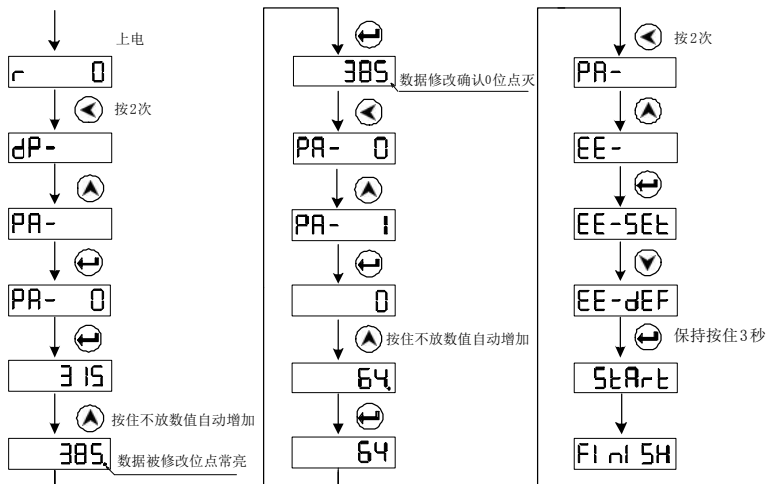 上电
r 0
按2次
dP-
PA-
PA- 0
315
按住不放数值自动增加
385.
数据被修改位点常亮
385.
数据修改确认0位点灭
PA- 0
PA- 1
0
按住不放数值自动增加
64.
64
按2次
PA-
EE-
EE-SEt
EE-dEF
保持按住3秒
StArt
FInISH